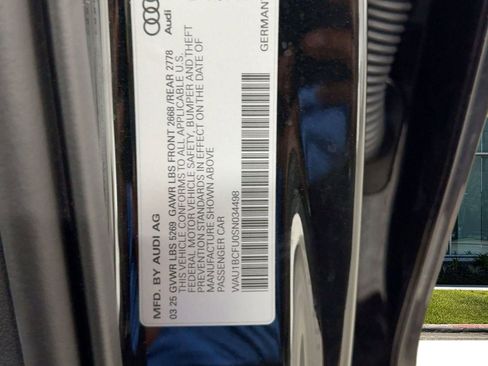 Audi
MFD. BY AUDI AG
03 25 GVWR LBS 5269 GAWR LBS FRONT 2668 /REAR 2778
THIS VEHICLE CONFORMS TO ALL APPLICABLE U.S.
FEDERAL MOTOR VEHICLE SAFETY, BUMPER AND THEFT
PREVENTION STANDARDS IN EFFECT ON THE DATE OF
MANUFACTURE SHOWN ABOVE
PASSENGER CAR
WAU1BCFU0SN034498
GERMANY